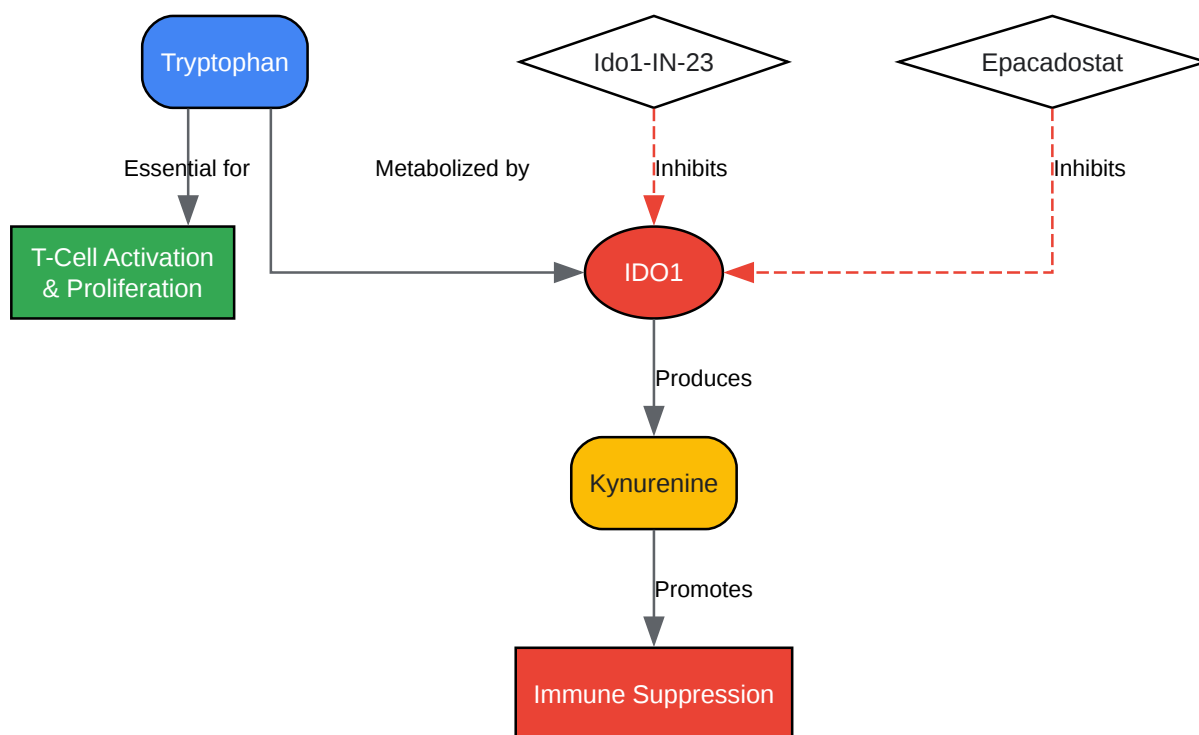 Tryptophan
Ido1-IN-23
Epacadostat
Essential for
Metabolized by
Inhibits
Inhibits
T-Cell Activation
& Proliferation
IDO1
Produces
Kynurenine
Promotes
Immune Suppression